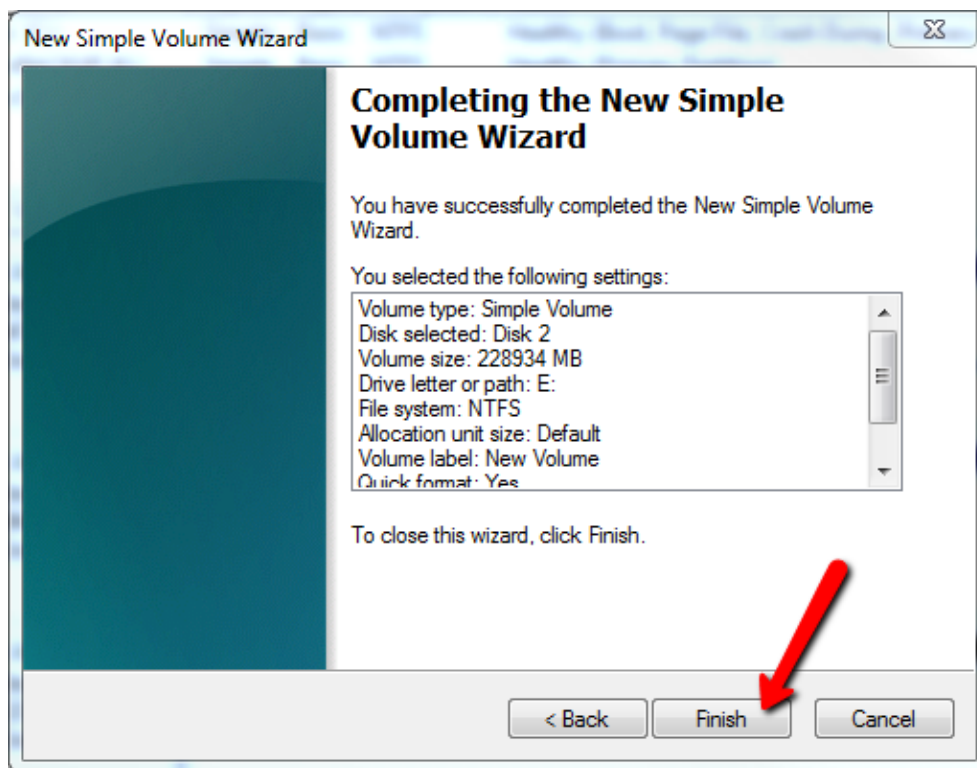 New Simple Volume Wizard
Completing the New Simple
Volume Wizard
You have successfully completed the New Simple Volume
Wizard.
You selected the following settings:
Volume type: Simple Volume
Disk selected: Disk 2
Volume size: 228934 MB
Drive letter or path: E:
File system: NTFS
Allocation unit size: Default
Volume label: New Volume
Quick format: Yes
To close this wizard, click Finish.
< Back Finish Cancel